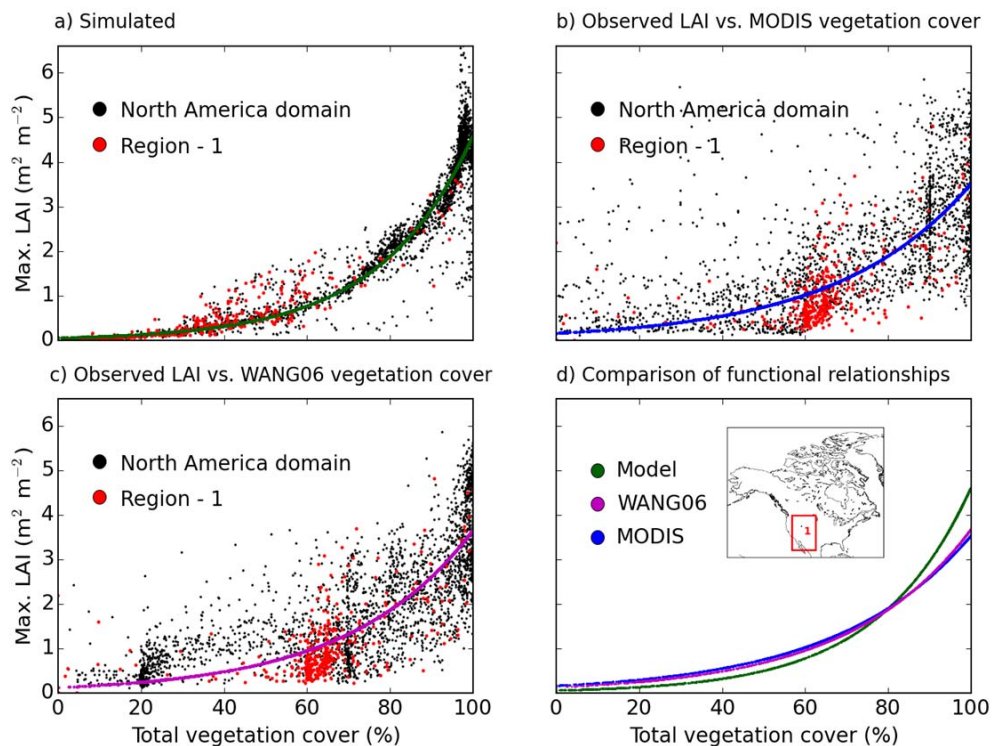 a) Simulated
b) Observed LAI vs. MODIS vegetation cover
Max. LAI (m² m⁻²)
6
5
4
3
2
1
0
North America domain
Region - 1
North America domain
Region - 1
c) Observed LAI vs. WANG06 vegetation cover
d) Comparison of functional relationships
Max. LAI (m² m⁻²)
6
5
4
3
2
1
0
North America domain
Region - 1
Model
WANG06
MODIS
1
0 20 40 60 80 100
0 20 40 60 80 100
Total vegetation cover (%)
Total vegetation cover (%)